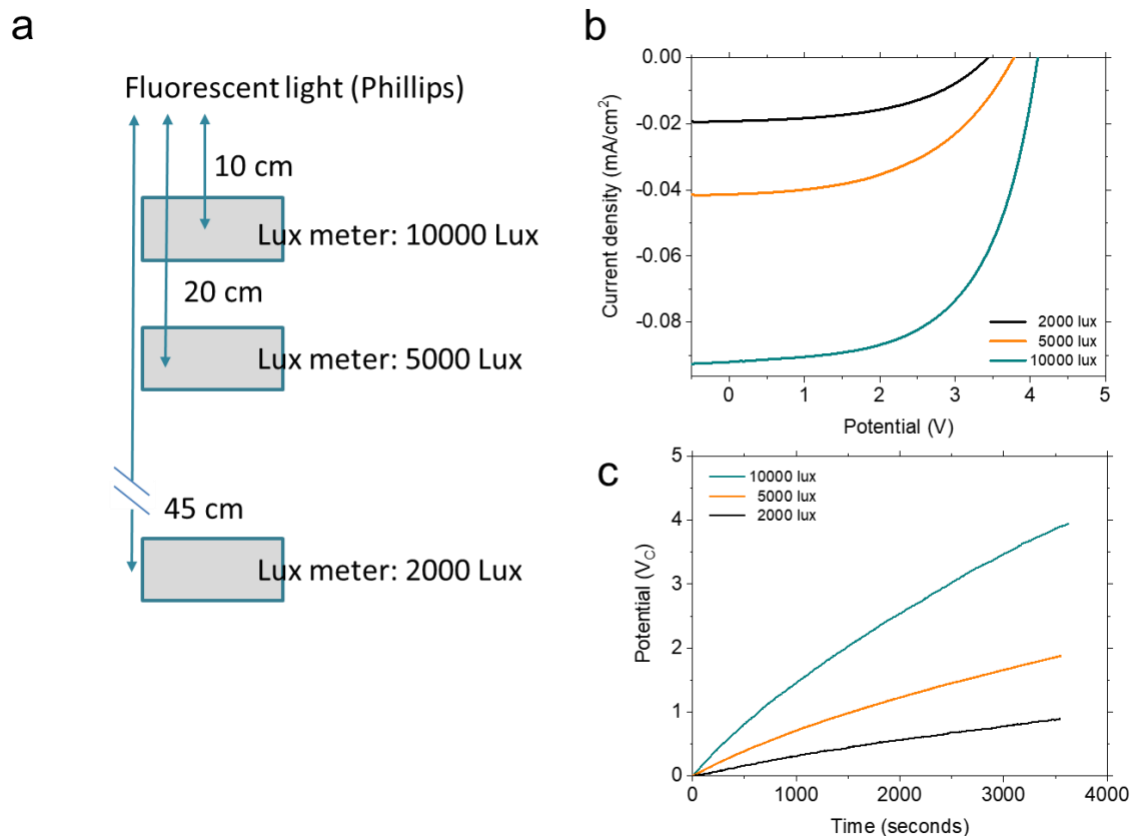 a
Fluorescent light (Phillips)
10 cm
Lux meter: 10000 Lux
20 cm
Lux meter: 5000 Lux
45 cm
Lux meter: 2000 Lux
b
0.00
-0.02
-0.04
-0.06
-0.08
Current density (mA/cm²)
2000 lux
5000 lux
10000 lux
0 1 2 3 4 5
Potential (V)
c
5
4
3
2
1
0
Potential (V_C)
10000 lux
5000 lux
2000 lux
0 1000 2000 3000 4000
Time (seconds)